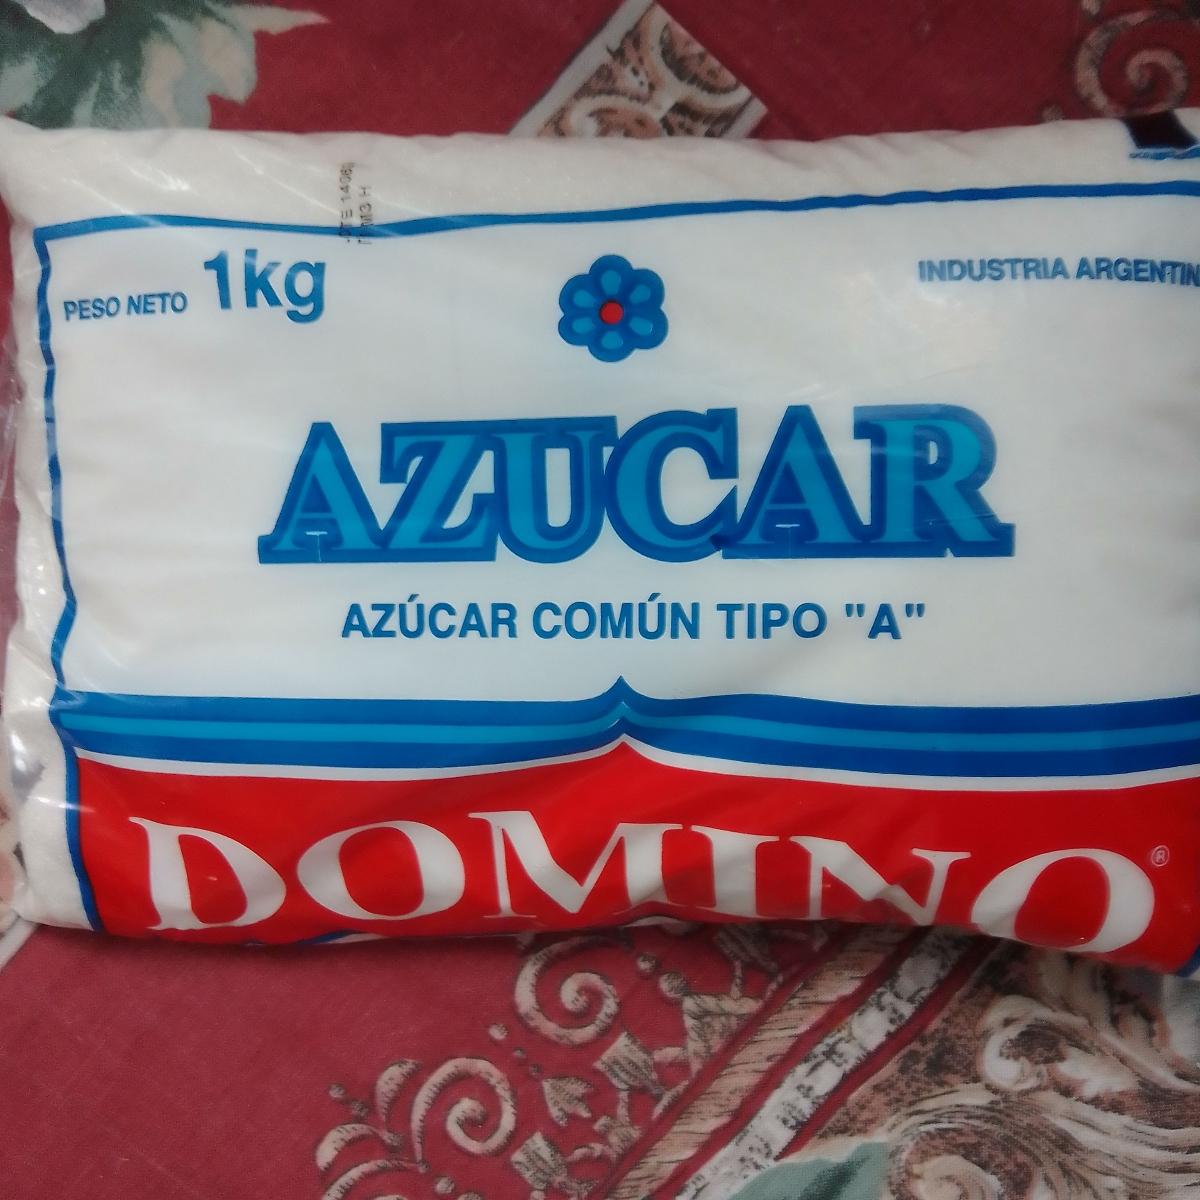 PESO NETO 1kg
INDUSTRIA ARGENTIN
AZUCAR
AZÚCAR COMÚN TIPO "A"
DOMINO®